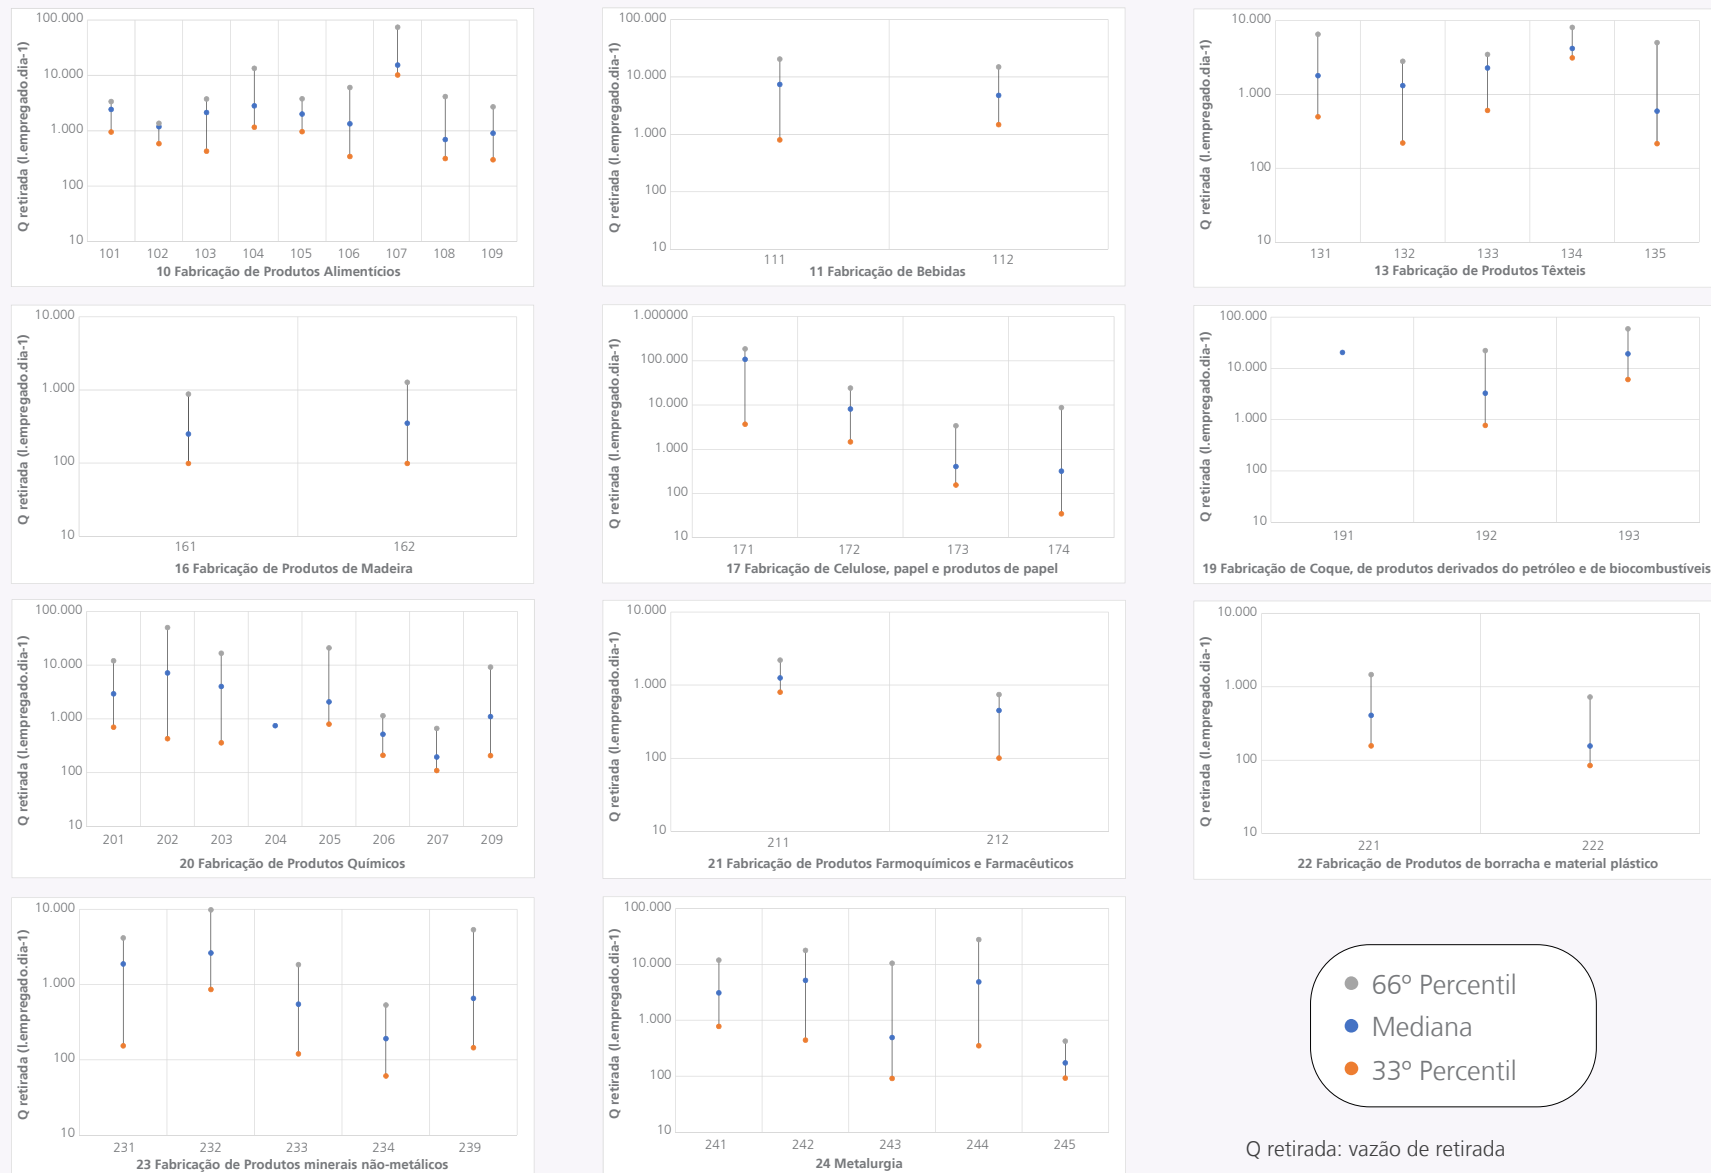 Q retirada (l.empregado.dia-1)
100.000
10.000
1.000
100
10
101 102 103 104 105 106 107 108 109
10 Fabricação de Produtos Alimentícios
Q retirada (l.empregado.dia-1)
100.000
10.000
1.000
100
10
111 112
11 Fabricação de Bebidas
Q retirada (l.empregado.dia-1)
10.000
1.000
100
10
131 132 133 134 135
13 Fabricação de Produtos Têxteis
Q retirada (l.empregado.dia-1)
10.000
1.000
100
10
161 162
16 Fabricação de Produtos de Madeira
Q retirada (l.empregado.dia-1)
1.000000
100.000
10.000
1.000
100
10
171 172 173 174
17 Fabricação de Celulose, papel e produtos de papel
Q retirada (l.empregado.dia-1)
100.000
10.000
1.000
100
10
191 192 193
19 Fabricação de Coque, de produtos derivados do petróleo e de biocombustíveis
Q retirada (l.empregado.dia-1)
100.000
10.000
1.000
100
10
201 202 203 204 205 206 207 209
20 Fabricação de Produtos Químicos
Q retirada (l.empregado.dia-1)
10.000
1.000
100
10
211 212
21 Fabricação de Produtos Farmoquímicos e Farmacêuticos
Q retirada (l.empregado.dia-1)
10.000
1.000
100
10
221 222
22 Fabricação de Produtos de borracha e material plástico
Q retirada (l.empregado.dia-1)
10.000
1.000
100
10
231 232 233 234 239
23 Fabricação de Produtos minerais não-metálicos
Q retirada (l.empregado.dia-1)
100.000
10.000
1.000
100
10
241 242 243 244 245
24 Metalurgia
66º Percentil
Mediana
33º Percentil
Q retirada: vazão de retirada